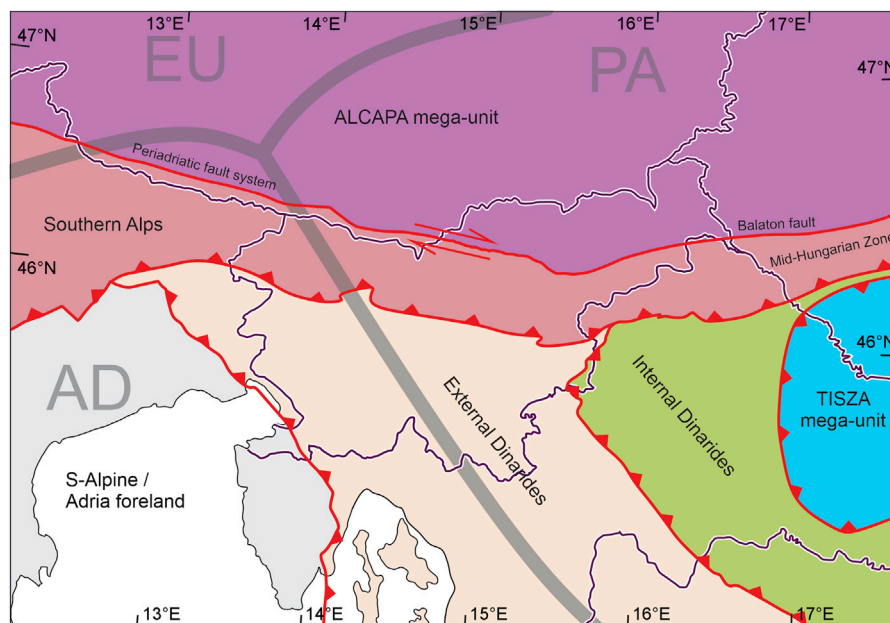 13°E
14°E
15°E
16°E
17°E
47°N
EU
PA
47°N
ALCAPA mega-unit
Periadriatic fault system
Southern Alps
Balaton fault
Mid-Hungarian Zone
46°N
46°N
AD
External Dinarides
Internal Dinarides
TISZA
mega-unit
S-Alpine /
Adria foreland
13°E
14°E
15°E
16°E
17°E